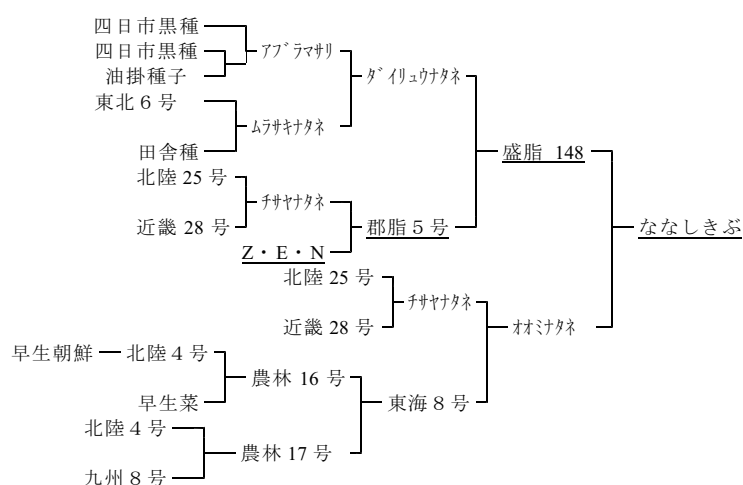 四日市黒種
四日市黒種
アブラマサリ
油掛種子
ダイリュウナタネ
東北6号
ムラサキナタネ
田舎種
盛脂 148
北陸 25 号
チサヤナタネ
近畿 28 号
郡脂5号
ななしきぶ
Z・E・N
北陸 25 号
チサヤナタネ
近畿 28号
オオミナタネ
早生朝鮮
北陸4号
農林 16 号
早生菜
東海8号
北陸4号
農林 17 号
九州8号